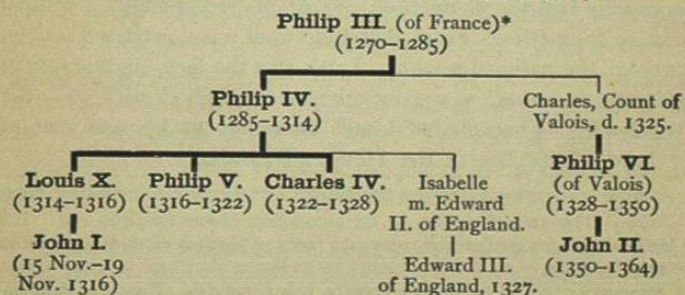 Philip III. (of France)*
(1270–1285)
Philip IV.
(1285–1314)
Charles, Count of
Valois, d. 1325.
Louis X.
(1314–1316)
Philip V.
(1316–1322)
Charles IV.
(1322–1328)
Isabelle
m. Edward
II. of England.
Philip VI.
(of Valois)
(1328–1350)
John I.
(15 Nov.–19
Nov. 1316)
Edward III.
of England, 1327.
John II.
(1350–1364)